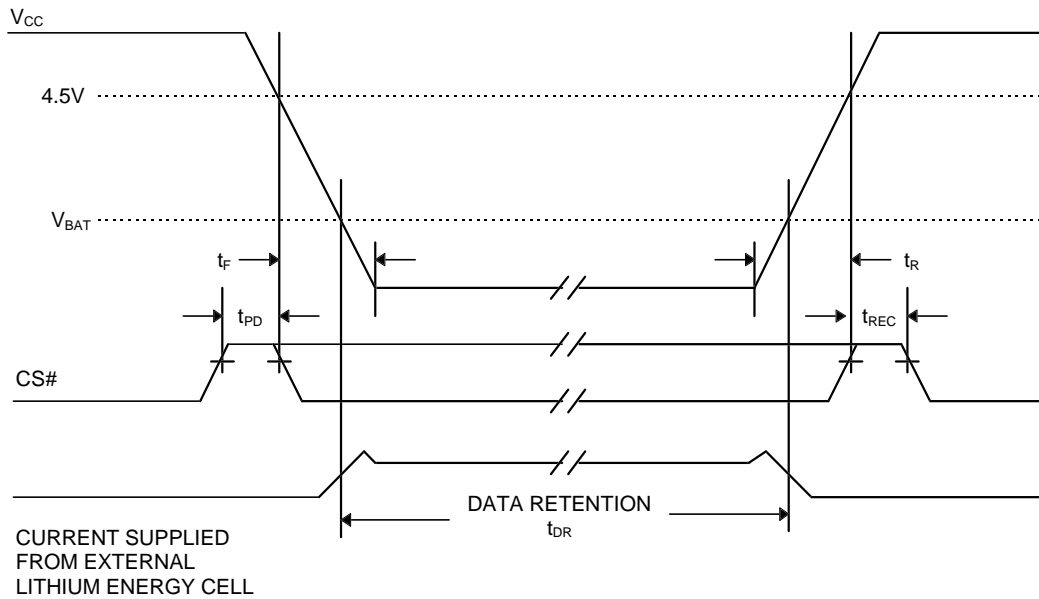 VCC
4.5V
VBAT
tF
tR
tPD
tREC
CS#
DATA RETENTION
tDR
CURRENT SUPPLIED
FROM EXTERNAL
LITHIUM ENERGY CELL